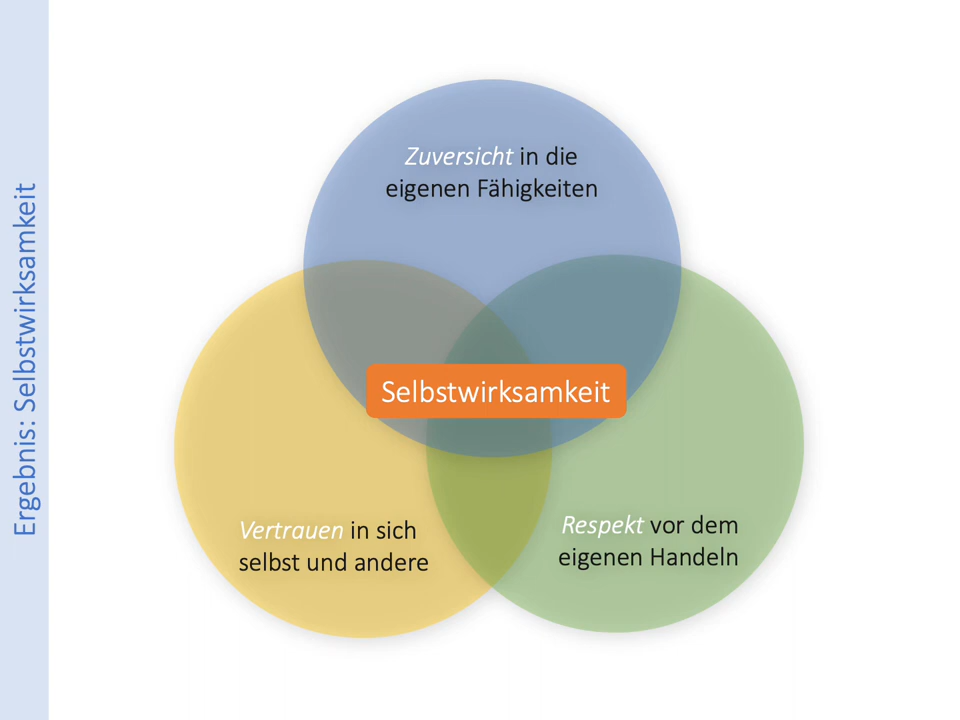 Ergebnis: Selbstwirksamkeit
Zuversicht in die
eigenen Fähigkeiten
Selbstwirksamkeit
Vertrauen in sich
selbst und andere
Respekt vor dem
eigenen Handeln